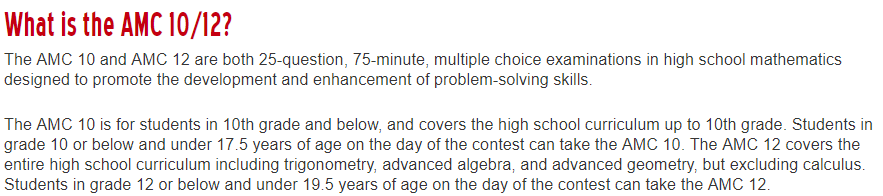 What is the AMC 10/12?
The AMC 10 and AMC 12 are both 25-question, 75-minute, multiple choice examinations in high school mathematics
designed to promote the development and enhancement of problem-solving skills.
The AMC 10 is for students in 10th grade and below, and covers the high school curriculum up to 10th grade. Students in
grade 10 or below and under 17.5 years of age on the day of the contest can take the AMC 10. The AMC 12 covers the
entire high school curriculum including trigonometry, advanced algebra, and advanced geometry, but excluding calculus.
Students in grade 12 or below and under 19.5 years of age on the day of the contest can take the AMC 12.